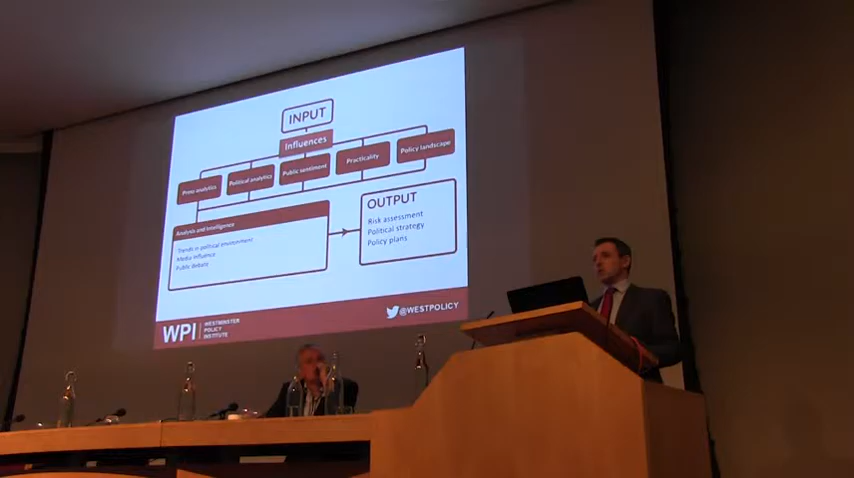 INPUT
Influences
Press analytics
Political analytics
Public sentiment
Practicality
Policy landscape
Analysis and Intelligence
Trends in political environment
Media Influence
Public debate
OUTPUT
Risk assessment
Political strategy
Policy plans
WPI
WESTMINSTER
POLICY
INSTITUTE
@WESTPOLICY